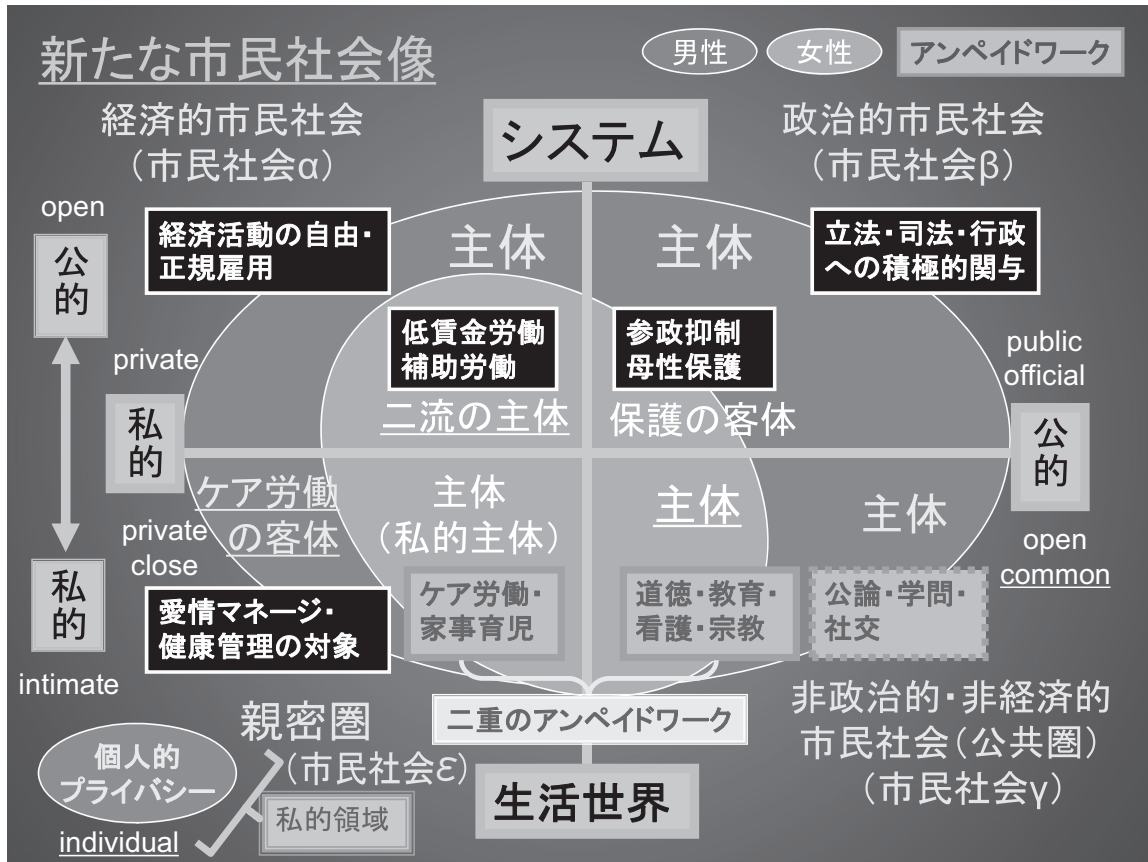 新たな市民社会像
男性
女性
アンペイドワーク
経済的市民社会
（市民社会α）
システム
政治的市民社会
（市民社会β）
open
公的
経済活動の自由・
正規雇用
主体
主体
立法・司法・行政
への積極的関与
低賃金労働
補助労働
参政抑制
母性保護
private
public
official
私的
二流の主体
保護の客体
公的
ケア労働
の客体
主体
（私的主体）
主体
主体
private
close
open
common
私的
愛情マネージ・
健康管理の対象
ケア労働・
家事育児
道徳・教育・
看護・宗教
公論・学問・
社交
intimate
二重のアンペイドワーク
非政治的・非経済的
市民社会（公共圏）
（市民社会γ）
親密圏
（市民社会ε）
個人的
プライバシー
individual
私的領域
生活世界